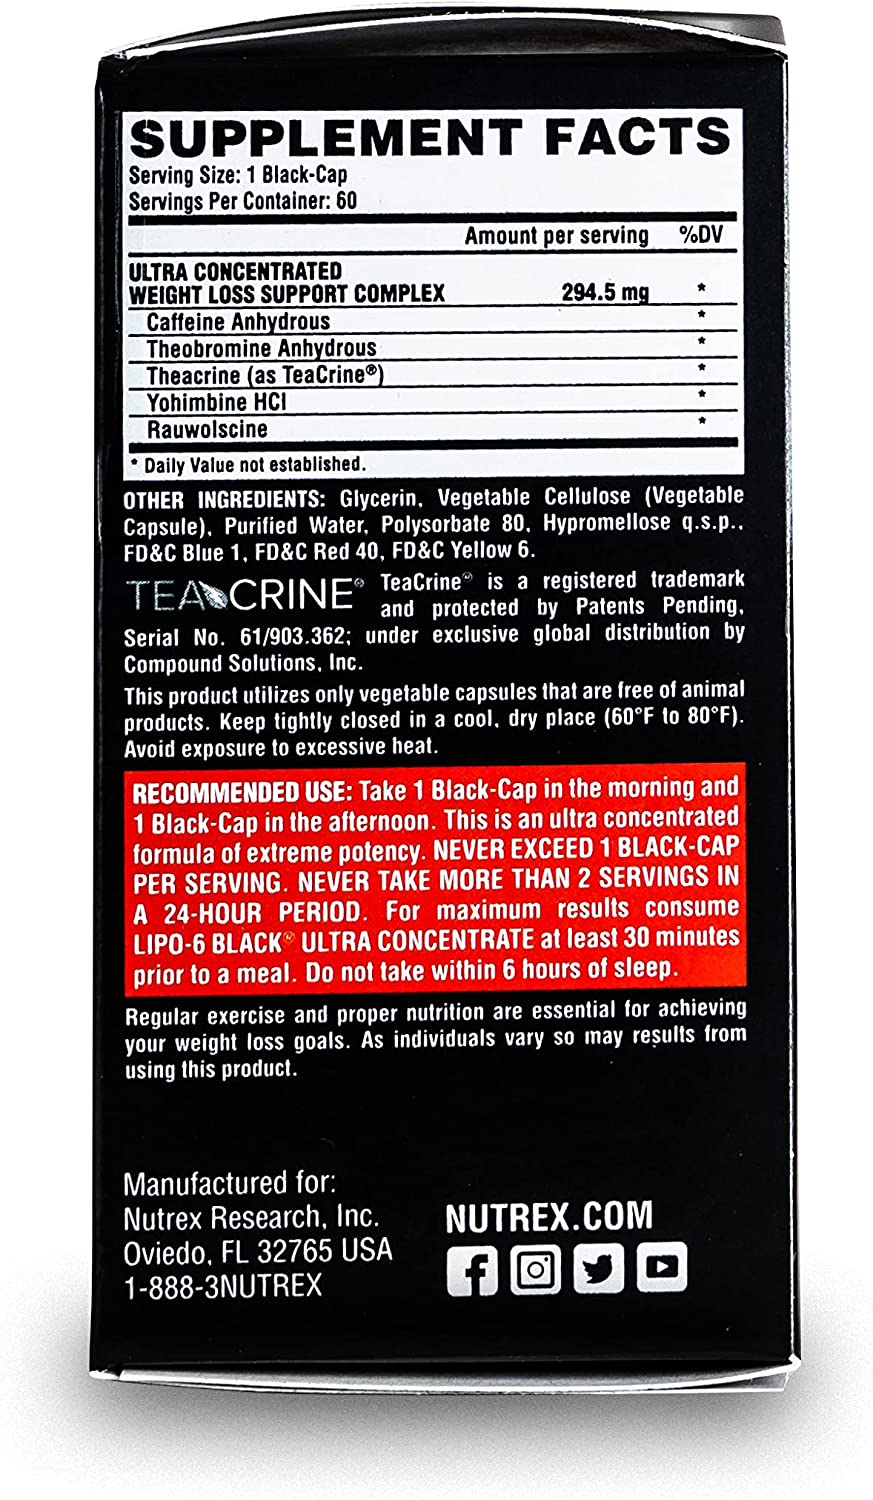 SUPPLEMENT FACTS
Serving Size: 1 Black-Cap
Servings Per Container: 60
Amount per serving %DV
ULTRA CONCENTRATED
WEIGHT LOSS SUPPORT COMPLEX 294.5 mg *
Caffeine Anhydrous *
Theobromine Anhydrous *
Theacrine (as TeaCrine®) *
Yohimbine HCl *
Rauwolscine *
* Daily Value not established.
OTHER INGREDIENTS: Glycerin, Vegetable Cellulose (Vegetable
Capsule), Purified Water, Polysorbate 80, Hypromellose q.s.p.,
FD&C Blue 1, FD&C Red 40, FD&C Yellow 6.
TEACRINE® TeaCrine® is a registered trademark
and protected by Patents Pending,
Serial No. 61/903.362; under exclusive global distribution by
Compound Solutions, Inc.
This product utilizes only vegetable capsules that are free of animal
products. Keep tightly closed in a cool, dry place (60°F to 80°F).
Avoid exposure to excessive heat.
RECOMMENDED USE: Take 1 Black-Cap in the morning and
1 Black-Cap in the afternoon. This is an ultra concentrated
formula of extreme potency. NEVER EXCEED 1 BLACK-CAP
PER SERVING. NEVER TAKE MORE THAN 2 SERVINGS IN
A 24-HOUR PERIOD. For maximum results consume
LIPO-6 BLACK® ULTRA CONCENTRATE at least 30 minutes
prior to a meal. Do not take within 6 hours of sleep.
Regular exercise and proper nutrition are essential for achieving
your weight loss goals. As individuals vary so may results from
using this product.
Manufactured for:
Nutrex Research, Inc.
Oviedo, FL 32765 USA
1-888-3NUTREX
NUTREX.COM